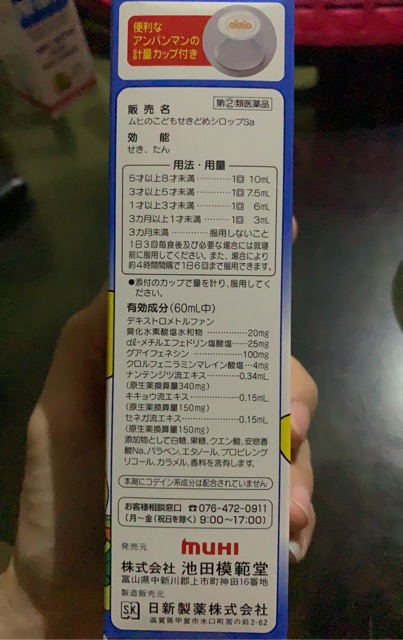 便利な
アンパンマンの
計量カップ付き
指定②類医薬品
販売名
ムヒのこどもせきどめシロップSa
効能
せき、たん
用法・用量
5才以上8才未満…………1回 10mL
3才以上5才未満…………1回 7.5mL
1才以上3才未満…………1回 6mL
3カ月以上1才未満………1回 3mL
3カ月未満…………服用しないこと
1日3回毎食後及び必要な場合には就寝
前に服用してください。また、場合により
約4時間間隔で1日6回まで服用できます。
●添付のカップで量を計り、服用してく
ださい。
有効成分(60mL中)
デキストロメトルファン
臭化水素酸塩水和物…………20mg
dl-メチルエフェドリン塩酸塩……25mg
グアイフェネシン…………100mg
クロルフェニラミンマレイン酸塩…4mg
ナンテンジツ流エキス…………0.34mL
(原生薬換算量340mg)
キキョウ流エキス…………0.15mL
(原生薬換算量150mg)
セネガ流エキス…………0.15mL
(原生薬換算量150mg)
添加物として白糖、果糖、クエン酸、安息香
酸Na、パラベン、エタノール、プロピレング
リコール、カラメル、香料を含有します。
本剤にコデイン系成分は配合されていません
お客様相談窓口 ☎076-472-0911
(月〜金(祝日を除く)9:00〜17:00)
発売元
MUHI
株式会社 池田模範堂
富山県中新川郡上市町神田16番地
製造販売元
S.K 日新製薬株式会社
滋賀県甲賀市水口町宮の前2-62